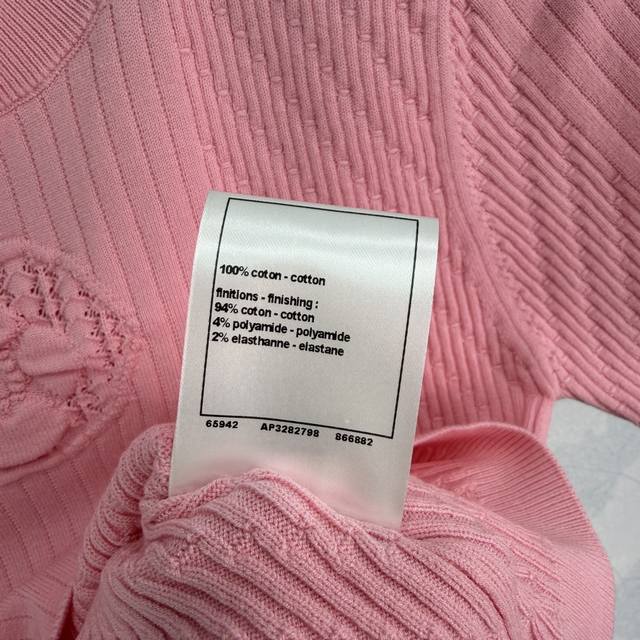 100% coton - cotton
finitions - finishing :
94% coton - cotton
4% polyamide - polyamide
2% elasthanne - elastane
65942 AP3282798 866882